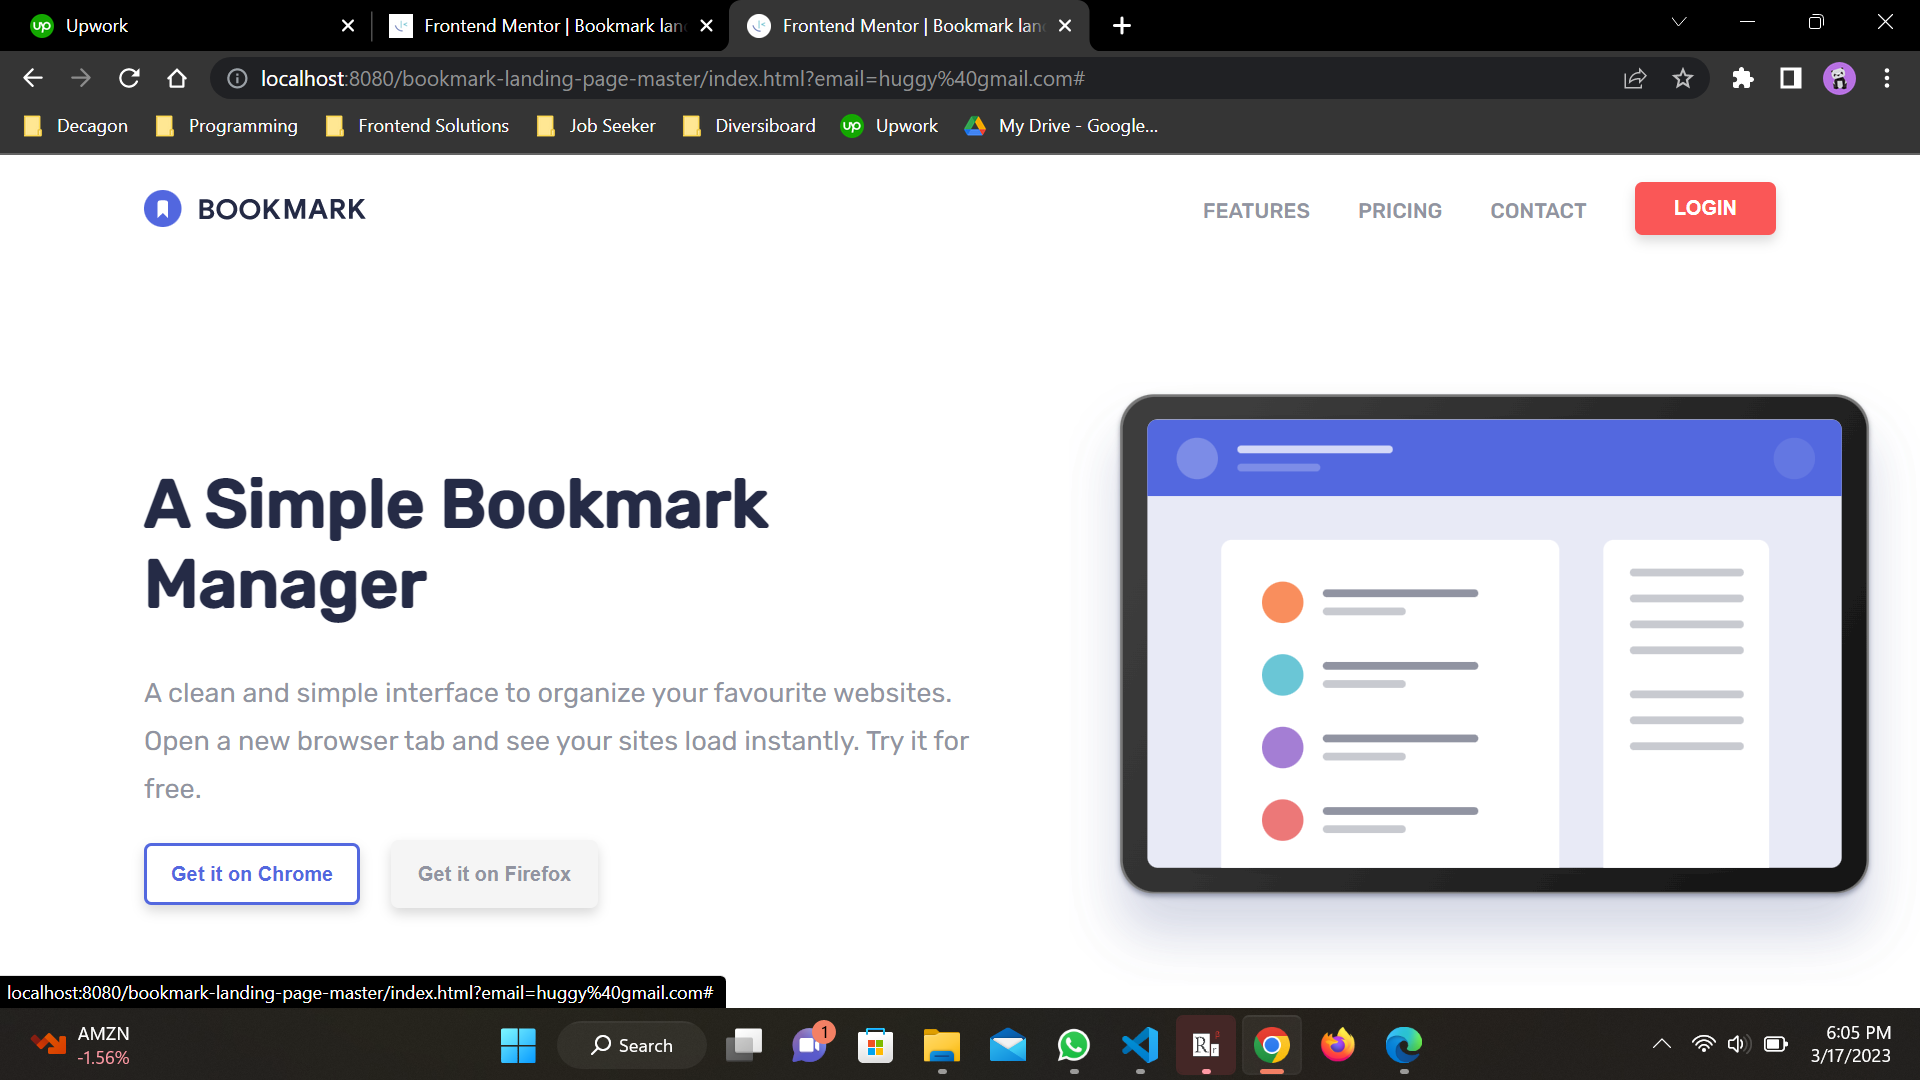 Upwork
Frontend Mentor | Bookmark lan
Frontend Mentor | Bookmark lan
localhost:8080/bookmark-landing-page-master/index.html?email=huggy%40gmail.com#
Decagon
Programming
Frontend Solutions
Job Seeker
Diversiboard
up
Upwork
My Drive - Google...
BOOKMARK
FEATURES
PRICING
CONTACT
LOGIN
A Simple Bookmark
Manager
A clean and simple interface to organize your favourite websites.
Open a new browser tab and see your sites load instantly. Try it for
free.
Get it on Chrome
Get it on Firefox
localhost:8080/bookmark-landing-page-master/index.html?email=huggy%40gmail.com#
AMZN
-1.56%
Search
1
6:05 PM
3/17/2023